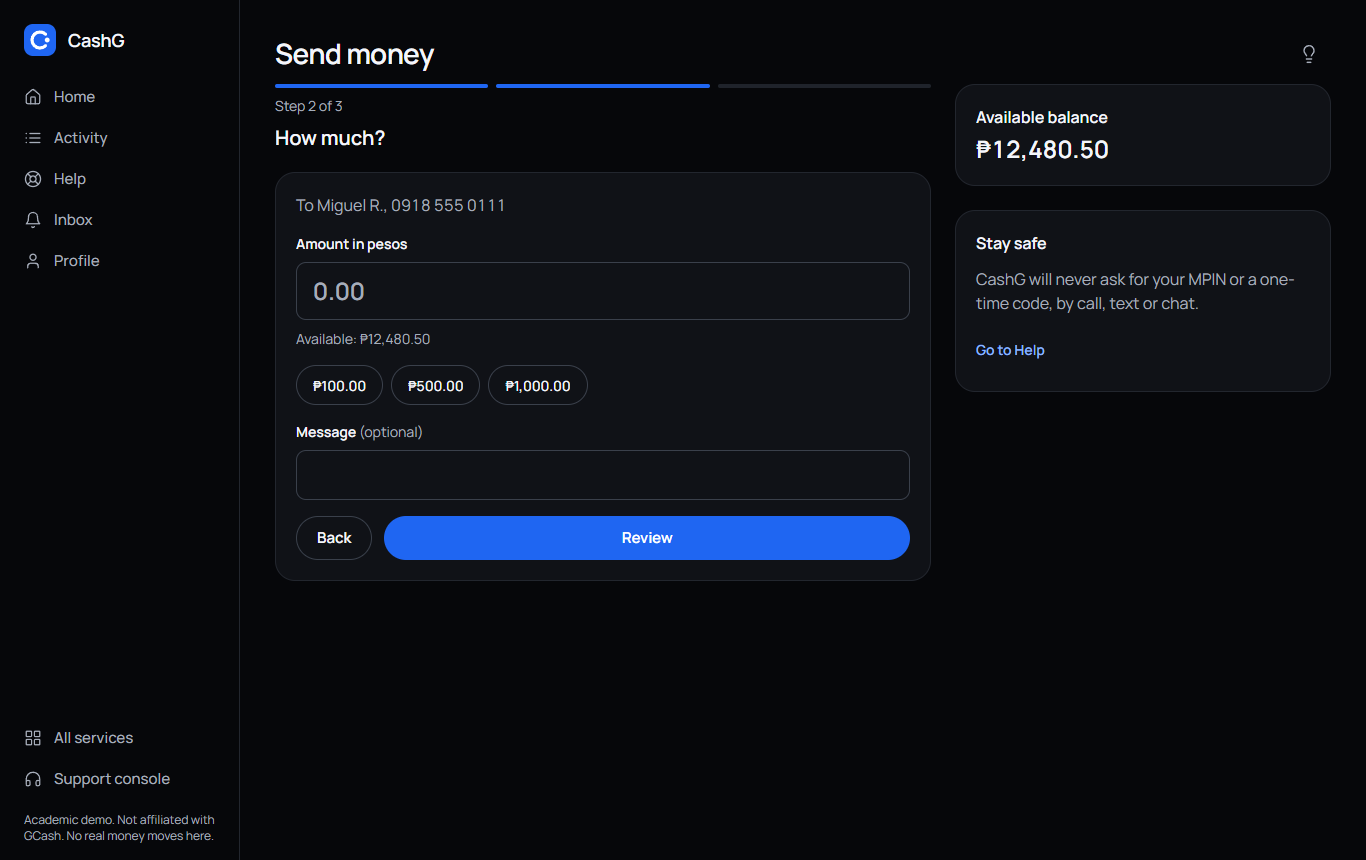 CashG
Home
Activity
Help
Inbox
Profile
All services
Support console
Academic demo. Not affiliated with
GCash. No real money moves here.
Send money
Step 2 of 3
How much?
To Miguel R., 0918 555 0111
Amount in pesos
0.00
Available: ₱12,480.50
₱100.00
₱500.00
₱1,000.00
Message (optional)
Back
Review
Available balance
₱12,480.50
Stay safe
CashG will never ask for your MPIN or a one-
time code, by call, text or chat.
Go to Help